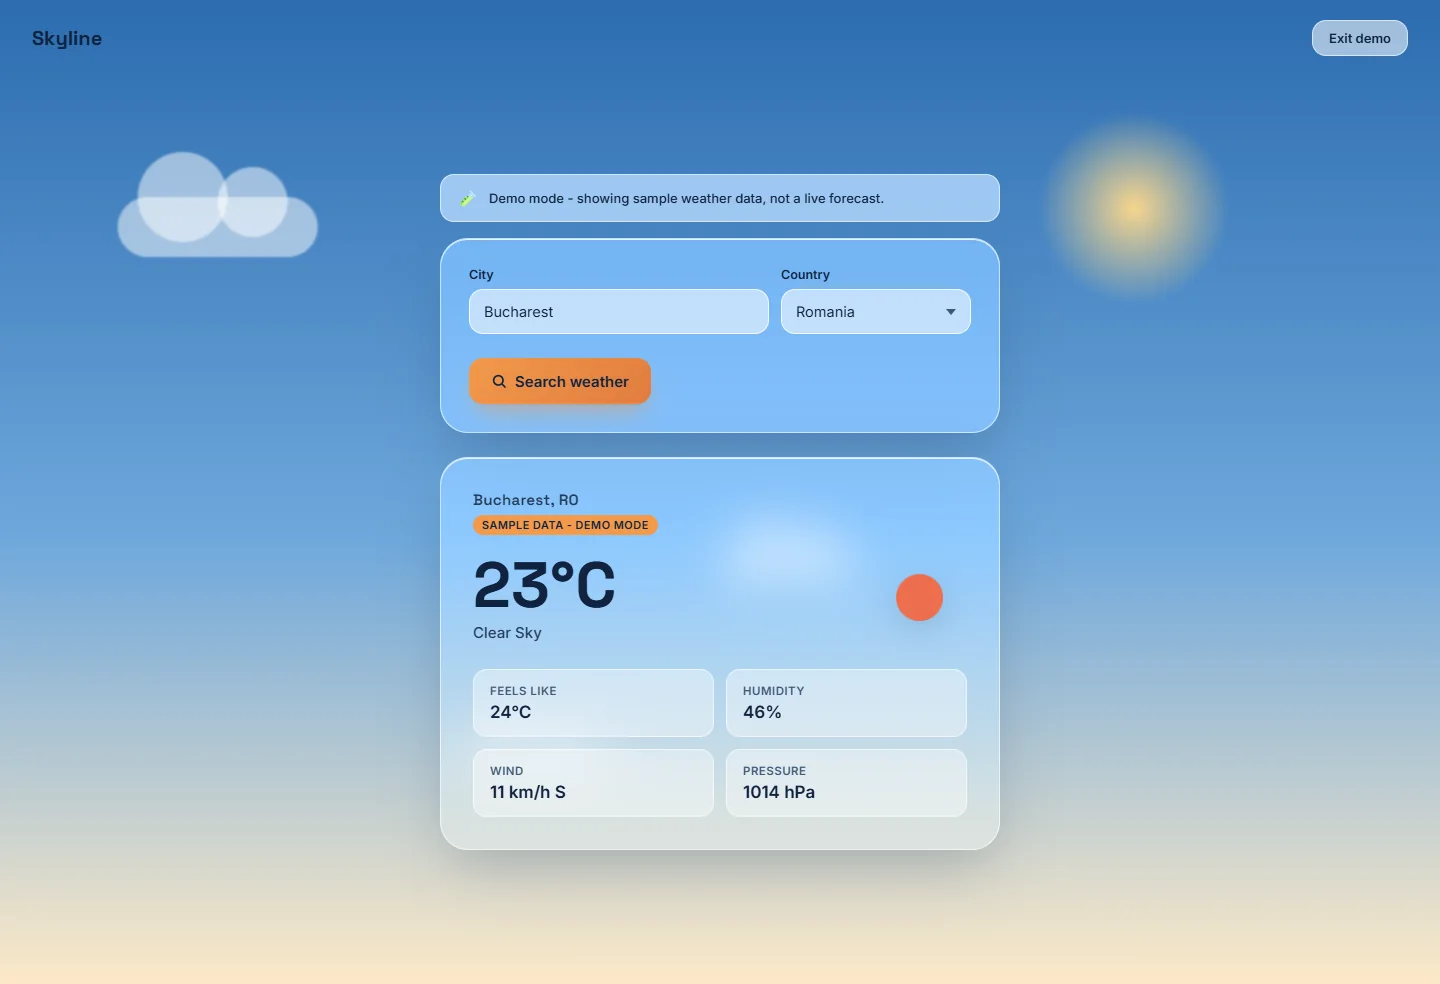 Skyline
Exit demo
Demo mode - showing sample weather data, not a live forecast.
City
Country
Bucharest
Romania
Search weather
Bucharest, RO
SAMPLE DATA - DEMO MODE
23°C
Clear Sky
FEELS LIKE
24°C
HUMIDITY
46%
WIND
11 km/h S
PRESSURE
1014 hPa